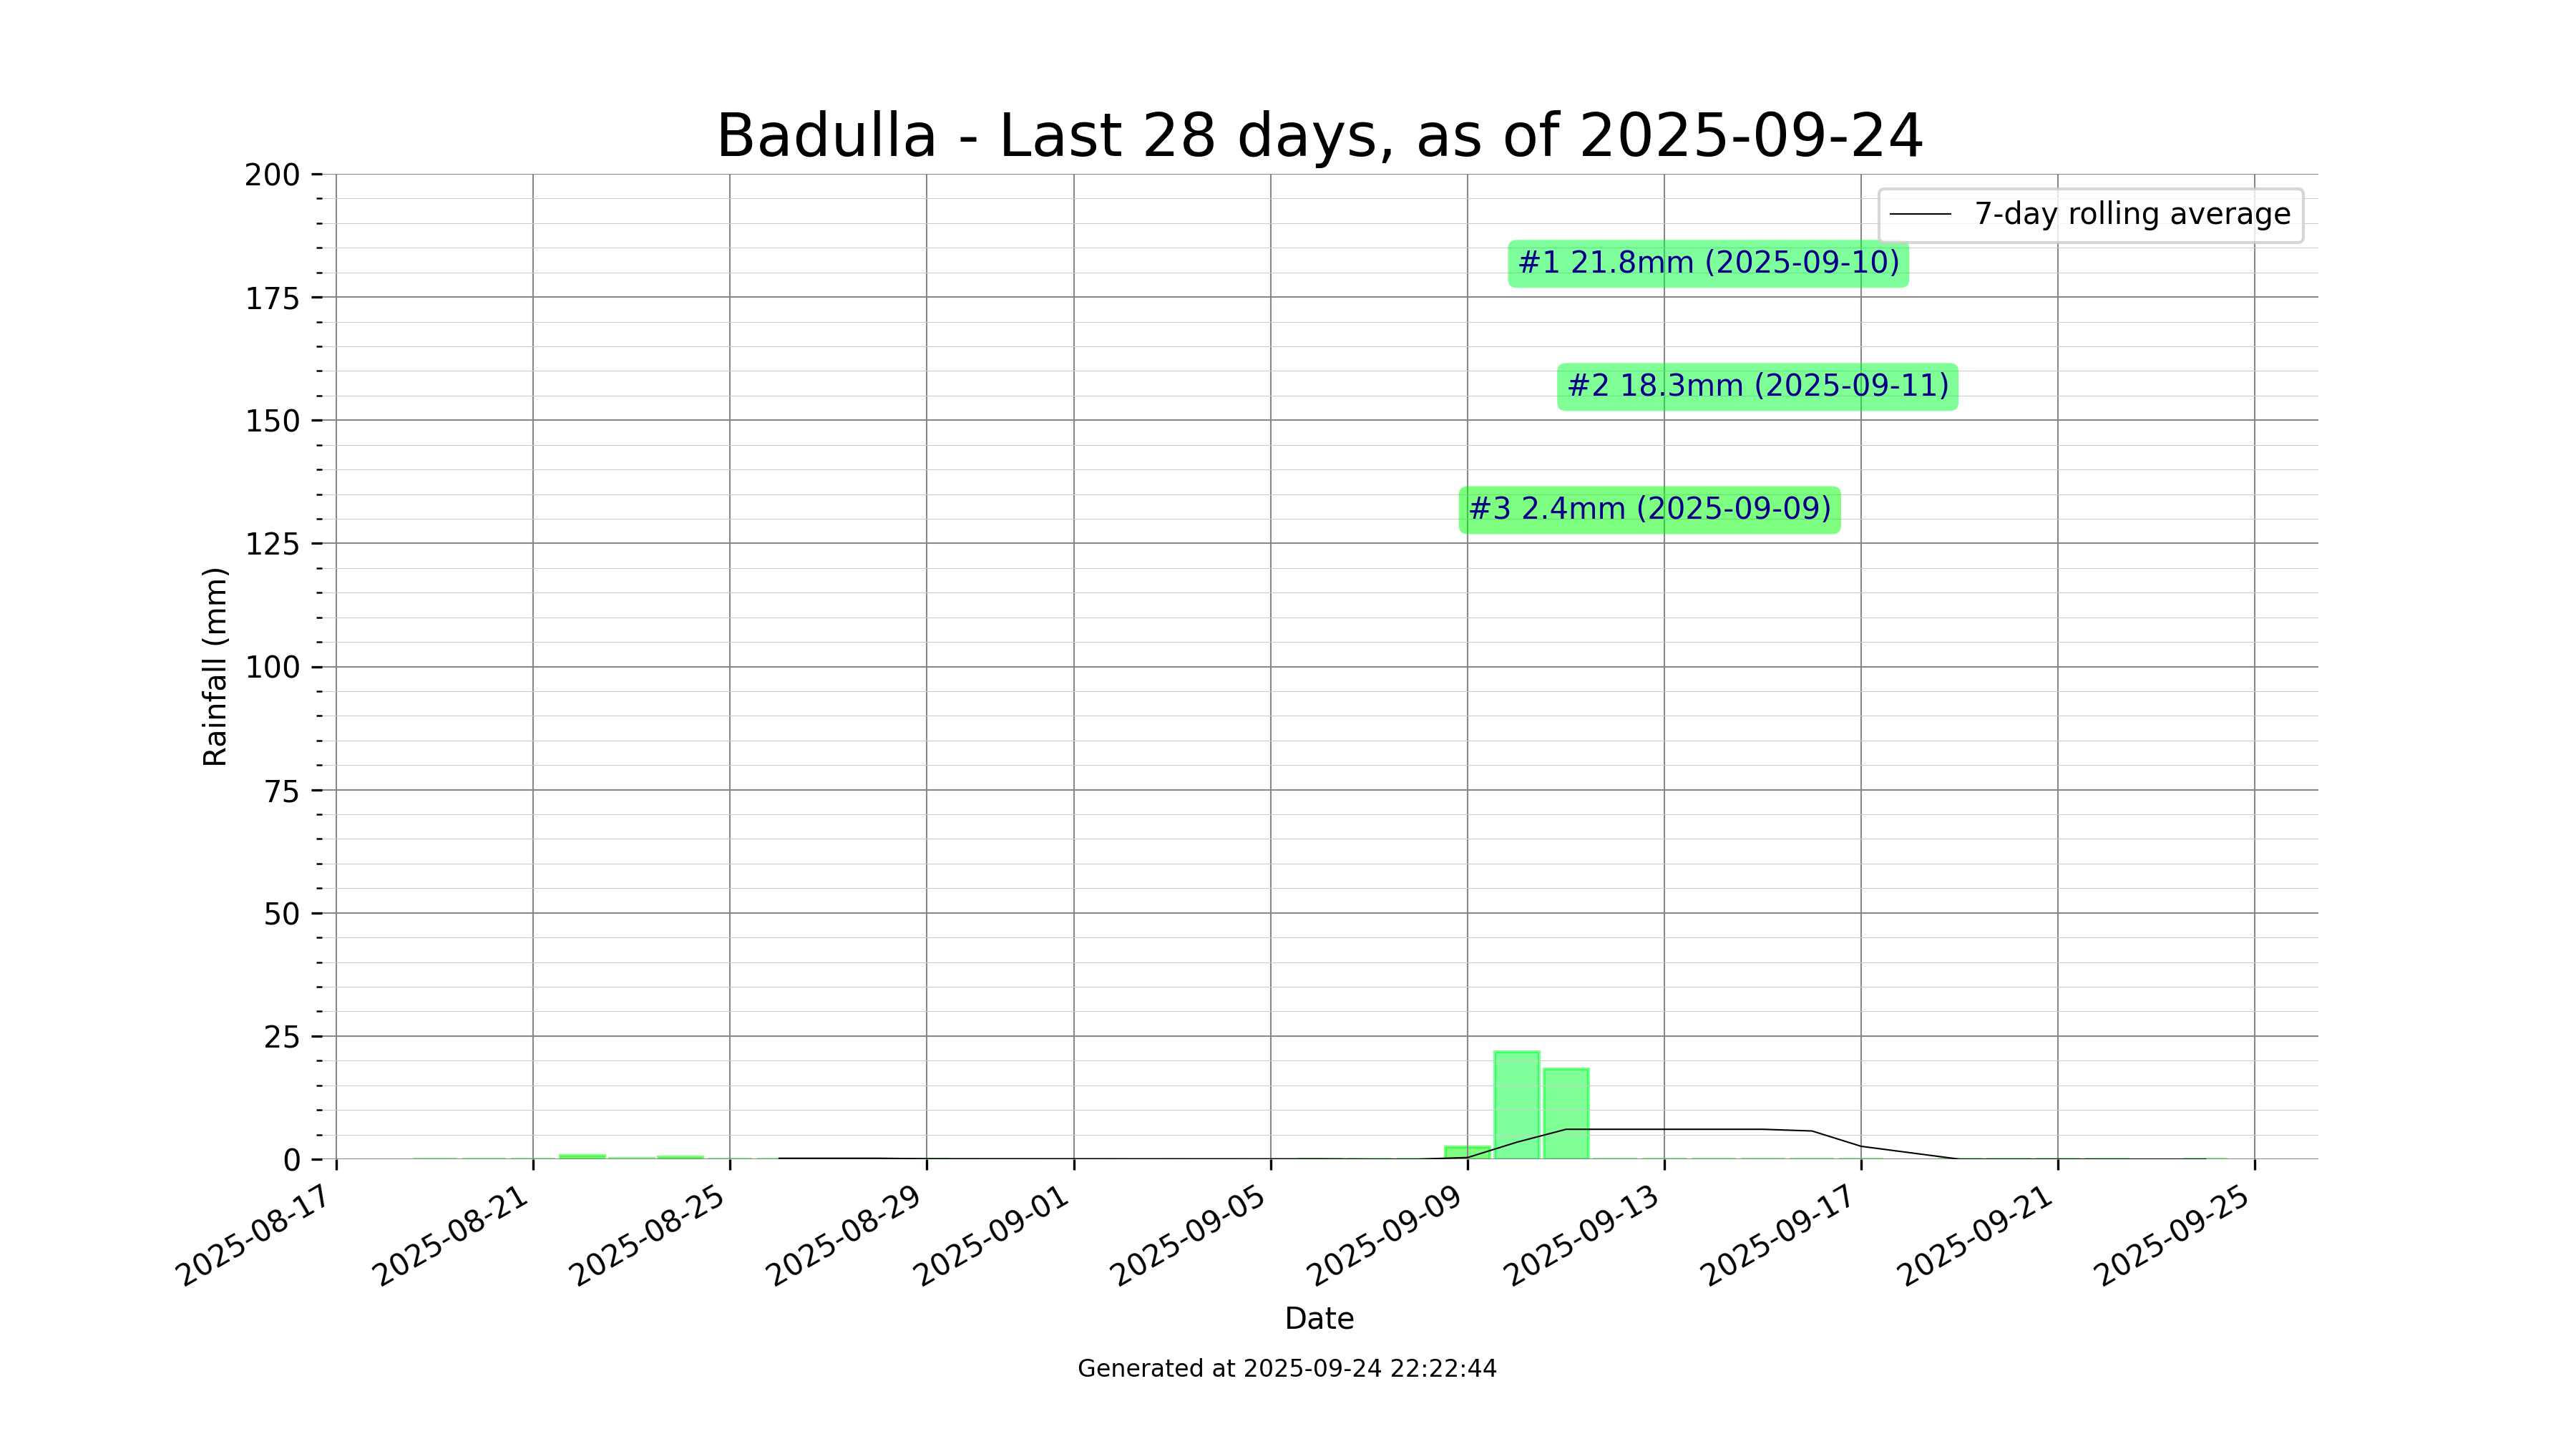 Badulla - Last 28 days, as of 2025-09-24
7-day rolling average
#1 21.8mm (2025-09-10)
#2 18.3mm (2025-09-11)
#3 2.4mm (2025-09-09)
Rainfall (mm)
200
175
150
125
100
75
50
25
0
2025-08-17
2025-08-21
2025-08-25
2025-08-29
2025-09-01
2025-09-05
2025-09-09
2025-09-13
2025-09-17
2025-09-21
2025-09-25
Date
Generated at 2025-09-24 22:22:44